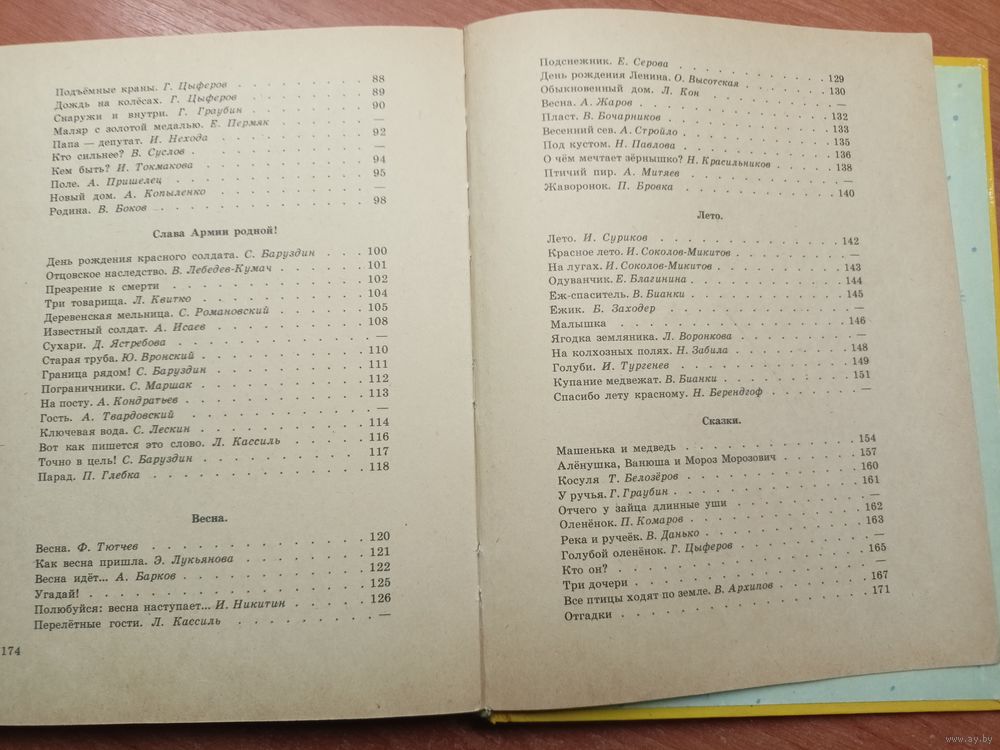 Подъёмные краны. Г. Цыферов . . . . . . . . 88
Дождь на колёсах. Г. Цыферов . . . . . . . . 89
Снаружи и внутри. Г. Граубин . . . . . . . . 90
Маляр с золотой медалью. Е. Пермяк . . . . . . —
Папа — депутат. И. Нехода . . . . . . . . 92
Кто сильнее? В. Суслов . . . . . . . . —
Кем быть? И. Токмакова . . . . . . . . 94
Поле. А. Пришелец . . . . . . . . 95
Новый дом. А. Копыленко . . . . . . . . —
Родина. В. Боков . . . . . . . . 98
Слава Армии родной!
День рождения красного солдата. С. Баруздин . . . 100
Отцовское наследство. В. Лебедев-Кумач . . . . . 101
Презрение к смерти . . . . . . . . 102
Три товарища. Л. Квитко . . . . . . . . 104
Деревенская мельница. С. Романовский . . . . . 105
Известный солдат. А. Исаев . . . . . . . . 108
Сухари. Д. Ястребова . . . . . . . . —
Старая труба. Ю. Вронский . . . . . . . . 110
Граница рядом! С. Баруздин . . . . . . . . 111
Пограничники. С. Маршак . . . . . . . . 112
На посту. А. Кондратьев . . . . . . . . 113
Гость. А. Твардовский . . . . . . . . —
Ключевая вода. С. Лескин . . . . . . . . 114
Вот как пишется это слово. Л. Кассиль . . . . . 116
Точно в цель! С. Баруздин . . . . . . . . 117
Парад. П. Глебка . . . . . . . . 118
Весна.
Весна. Ф. Тютчев . . . . . . . . 120
Как весна пришла. Э. Лукьянова . . . . . . . 121
Весна идёт... А. Барков . . . . . . . . 122
Угадай! . . . . . . . . 125
Полюбуйся: весна наступает... И. Никитин . . . . . 126
Перелётные гости. Л. Кассиль . . . . . . . . —
174
Подснежник. Е. Серова . . . . . . . . 129
День рождения Ленина. О. Высотская . . . . . 130
Обыкновенный дом. Л. Кон . . . . . . . . —
Весна. А. Жаров . . . . . . . . 132
Пласт. В. Бочарников . . . . . . . . 133
Весенний сев. А. Стройло . . . . . . . . 135
Под кустом. Н. Павлова . . . . . . . . 136
О чём мечтает зёрнышко? Н. Красильников . . . . 138
Птичий пир. А. Митяев . . . . . . . . —
Жаворонок. П. Бровка . . . . . . . . 140
Лето.
Лето. И. Суриков . . . . . . . . 142
Красное лето. И. Соколов-Микитов . . . . . . . —
На лугах. И. Соколов-Микитов . . . . . . . . 143
Одуванчик. Е. Благинина . . . . . . . . 144
Еж-спаситель. В. Бианки . . . . . . . . 145
Ёжик. Б. Заходер . . . . . . . . —
Малышка . . . . . . . . 146
Ягодка земляника. Л. Воронкова . . . . . . . —
На колхозных полях. Н. Забила . . . . . . . 148
Голуби. И. Тургенев . . . . . . . . 149
Купание медвежат. В. Бианки . . . . . . . . 151
Спасибо лету красному. Н. Берендгоф . . . . . . —
Сказки.
Машенька и медведь . . . . . . . . 154
Алёнушка, Ванюша и Мороз Морозович . . . . . 157
Косуля Т. Белозёров . . . . . . . . 160
У ручья. Г. Граубин . . . . . . . . 161
Отчего у зайца длинные уши . . . . . . . . —
Оленёнок. П. Комаров . . . . . . . . 162
Река и ручеёк. В. Данько . . . . . . . . 163
Голубой оленёнок. Г. Цыферов . . . . . . . —
Кто он? . . . . . . . . 165
Три дочери . . . . . . . . —
Все птицы ходят по земле. В. Архипов . . . . . 167
Отгадки . . . . . . . . 171
www.ay.by